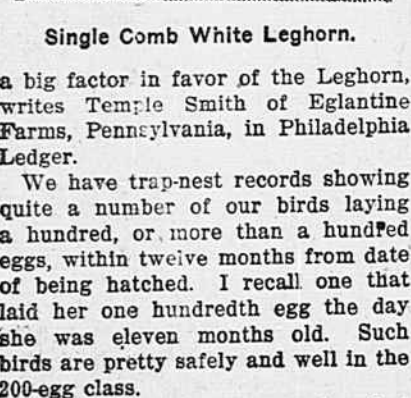 Single Comb White Leghorn.
a big factor in favor of the Leghorn,
writes Temple Smith of Eglantine
Farms, Pennsylvania, in Philadelphia
Ledger.
We have trap-nest records showing
quite a number of our birds laying
a hundred, or more than a hundred
eggs, within twelve months from date
of being hatched. I recall one that
laid her one hundredth egg the day
she was eleven months old. Such
birds are pretty safely and well in the
200-egg class.